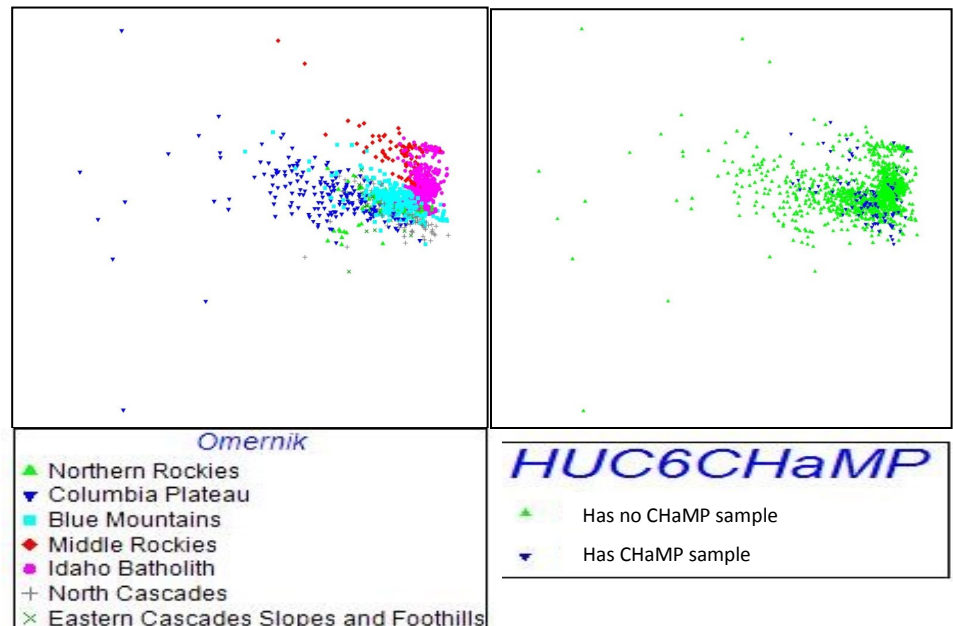 Omernik
Northern Rockies
Columbia Plateau
Blue Mountains
Middle Rockies
Idaho Batholith
North Cascades
Eastern Cascades Slopes and Foothills
HUC6CHaMP
Has no CHaMP sample
Has CHaMP sample